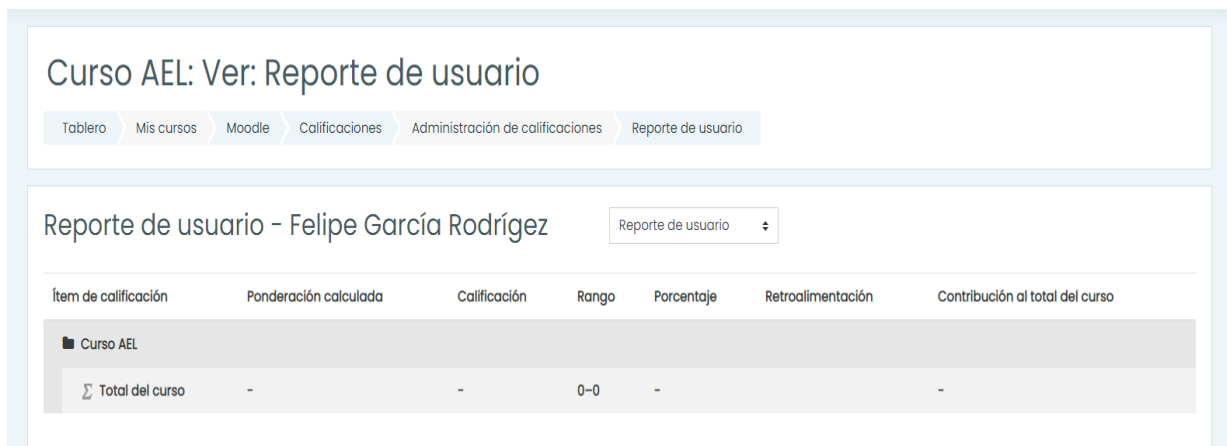 Curso AEL: Ver: Reporte de usuario
Tablero Mis cursos Moodle Calificaciones Administración de calificaciones Reporte de usuario
Reporte de usuario - Felipe García Rodrígez Reporte de usuario
Ítem de calificación Ponderación calculada Calificación Rango Porcentaje Retroalimentación Contribución al total del curso
Curso AEL
∑ Total del curso - - 0-0 - -